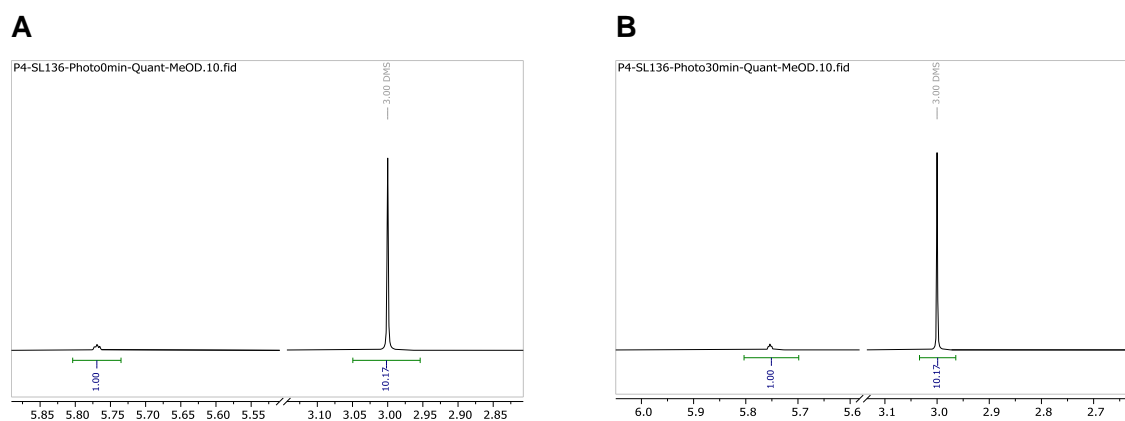 A
P4-SL136-Photo0min-Quant-MeOD.10.fid
3.00 DMS
1.00
10.17
5.85 5.80 5.75 5.70 5.65 5.60 5.55 3.10 3.05 3.00 2.95 2.90 2.85
B
P4-SL136-Photo30min-Quant-MeOD.10.fid
3.00 DMS
1.00
10.17
6.0 5.9 5.8 5.7 5.6 3.1 3.0 2.9 2.8 2.7